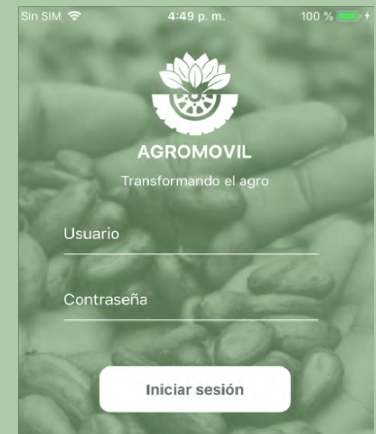 Sin SIM 4:49 p. m. 100 %
AGROMOVIL
Transformando el agro
Usuario
Contraseña
Iniciar sesión